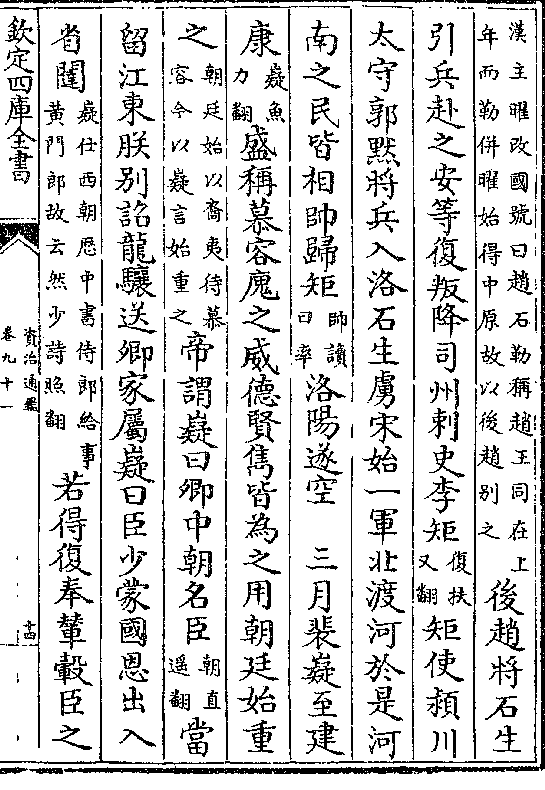 漢主曜改國號曰趙石勒稱趙王同在上
年而勒併曜始得中原故以後趙別之
後趙將石生
引兵赴之安等復叛降司州刺史李矩復扶又翻矩使潁川
太守郭默將兵入洛石生虜宋始一軍北渡河於是河
南之民皆相帥歸矩帥讀曰率洛陽遂空　三月裴嶷至建
康嶷魚力翻盛稱慕容廆之威德賢雋皆為之用朝廷始重
之朝廷始以裔夷待慕容今以嶷言始重之帝謂嶷曰卿中朝名臣朝直遥翻當
留江東朕别詔龍驤送卿家屬嶷曰臣少蒙國恩出入
省闥嶷仕西朝歴中書侍郎給事黄門郎故云然少詩照翻若得復奉輦轂臣之
欽定四庫全書
資治通鑑
卷九十一
十四